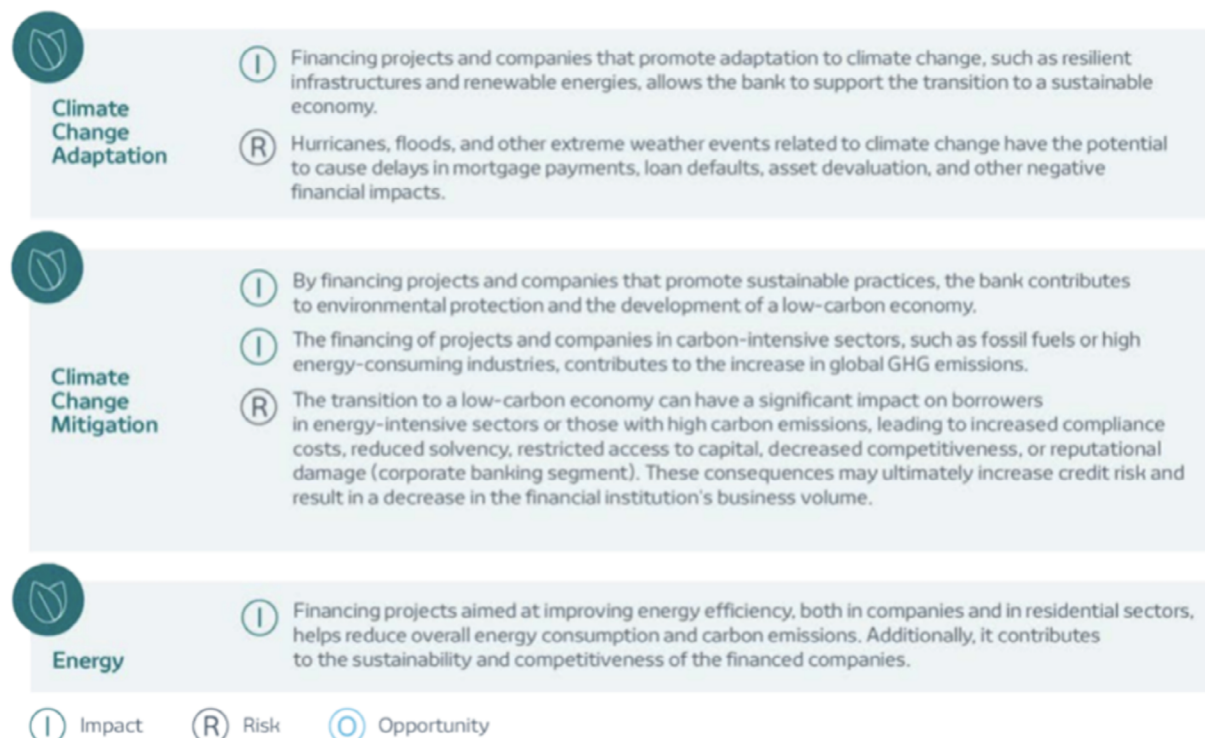 Climate
Change
Adaptation
I
Financing projects and companies that promote adaptation to climate change, such as resilient
infrastructures and renewable energies, allows the bank to support the transition to a sustainable
economy.
R
Hurricanes, floods, and other extreme weather events related to climate change have the potential
to cause delays in mortgage payments, loan defaults, asset devaluation, and other negative
financial impacts.
Climate
Change
Mitigation
I
By financing projects and companies that promote sustainable practices, the bank contributes
to environmental protection and the development of a low-carbon economy.
I
The financing of projects and companies in carbon-intensive sectors, such as fossil fuels or high
energy-consuming industries, contributes to the increase in global GHG emissions.
R
The transition to a low-carbon economy can have a significant impact on borrowers
in energy-intensive sectors or those with high carbon emissions, leading to increased compliance
costs, reduced solvency, restricted access to capital, decreased competitiveness, or reputational
damage (corporate banking segment). These consequences may ultimately increase credit risk and
result in a decrease in the financial institution's business volume.
Energy
I
Financing projects aimed at improving energy efficiency, both in companies and in residential sectors,
helps reduce overall energy consumption and carbon emissions. Additionally, it contributes
to the sustainability and competitiveness of the financed companies.
I Impact R Risk O Opportunity